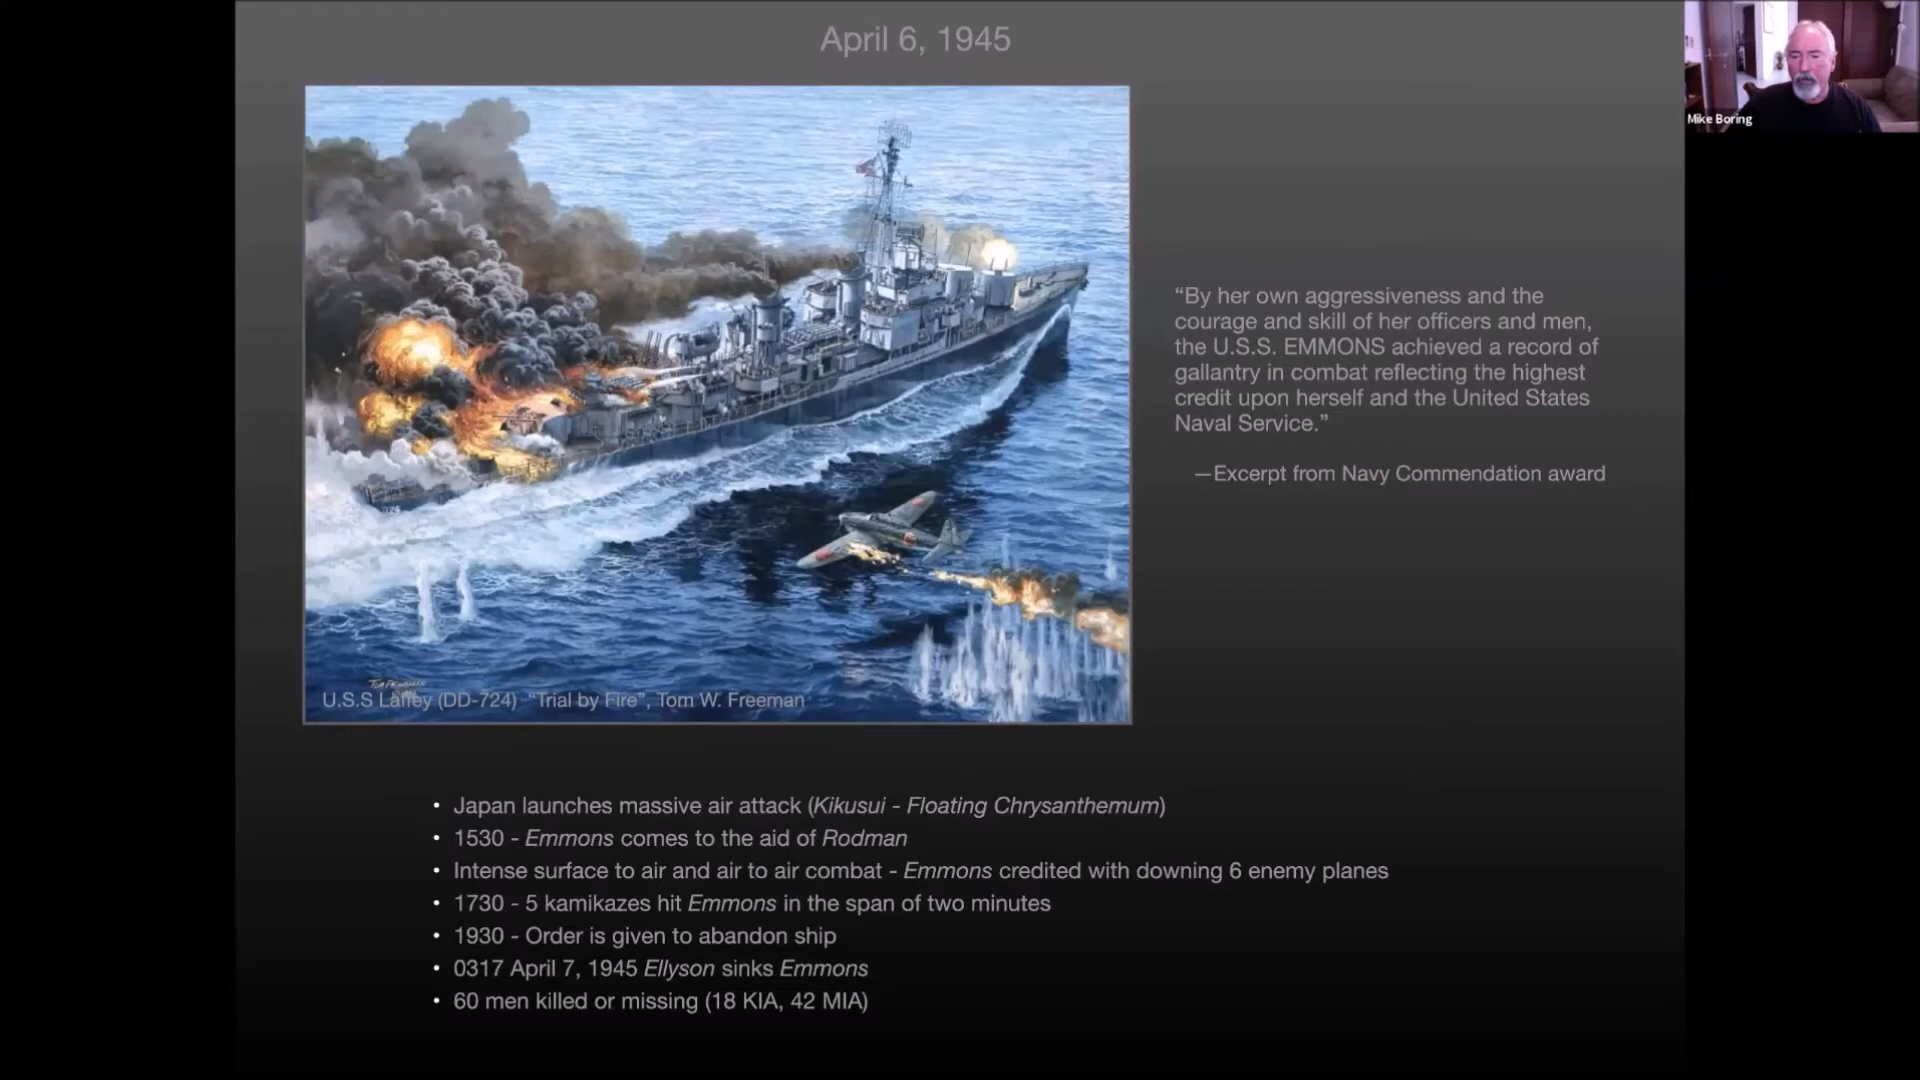 April 6, 1945
Mike Boring
“By her own aggressiveness and the
courage and skill of her officers and men,
the U.S.S. EMMONS achieved a record of
gallantry in combat reflecting the highest
credit upon herself and the United States
Naval Service.”
—Excerpt from Navy Commendation award
U.S.S Laffey (DD-724) “Trial by Fire”, Tom W. Freeman
• Japan launches massive air attack (Kikusui - Floating Chrysanthemum)
• 1530 - Emmons comes to the aid of Rodman
• Intense surface to air and air to air combat - Emmons credited with downing 6 enemy planes
• 1730 - 5 kamikazes hit Emmons in the span of two minutes
• 1930 - Order is given to abandon ship
• 0317 April 7, 1945 Ellyson sinks Emmons
• 60 men killed or missing (18 KIA, 42 MIA)